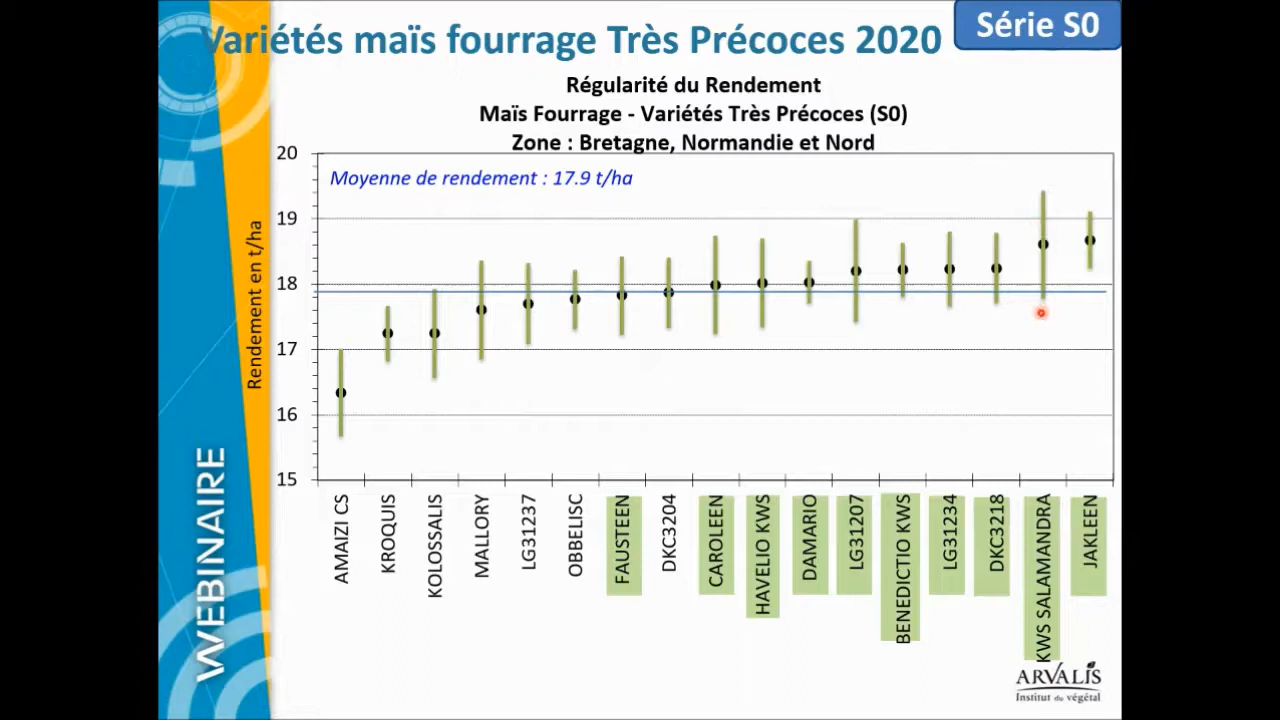 Variétés maïs fourrage Très Précoces 2020
Série S0
Régularité du Rendement
Maïs Fourrage - Variétés Très Précoces (S0)
Zone : Bretagne, Normandie et Nord
Moyenne de rendement : 17.9 t/ha
Rendement en t/ha
20
19
18
17
16
15
AMAIZI CS
KROQUIS
KOLOSSALIS
MALLORY
LG31237
OBBELISC
FAUSTEEN
DKC3204
CAROLEEN
HAVELIO KWS
DAMARIO
LG31207
BENEDICTIO KWS
LG31234
DKC3218
KWS SALAMANDRA
JAKLEEN
WEBINAIRE
ARVALIS
Institut du végétal